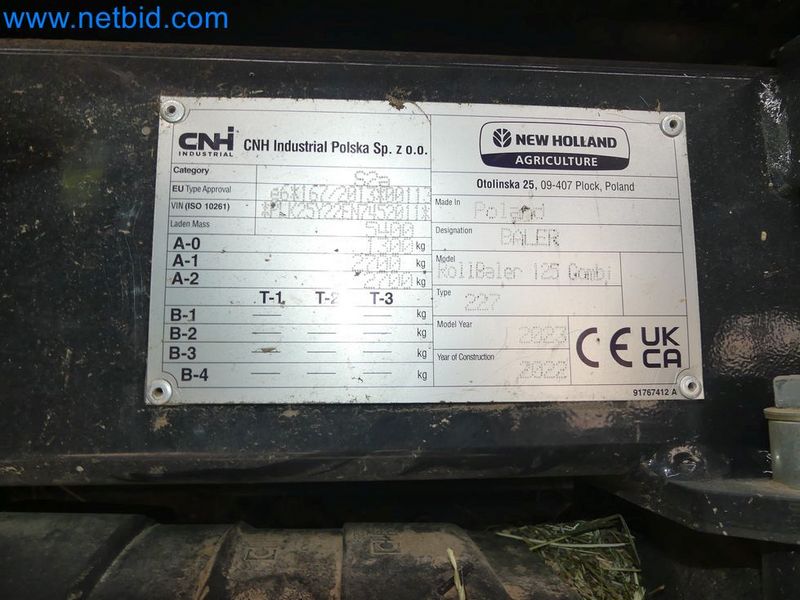 www.netbid.com
CNH
INDUSTRIAL
CNH Industrial Polska Sp. z o.o.
NEW HOLLAND
AGRICULTURE
Otolinska 25, 09-407 Plock, Poland
Category S2a
EU Type Approval
VIN (ISO 10261)
Laden Mass 5400 kg
A-0 1300 kg
A-1 kg
A-2 2700 kg
T-1 T-2 T-3
B-1 kg
B-2 kg
B-3 kg
B-4 kg
Made In Poland
Designation BALER
Model RollBaler 125 Combi
Type 227
Model Year 2023
Year of Construction 2022
CE UK CA
91767412 A